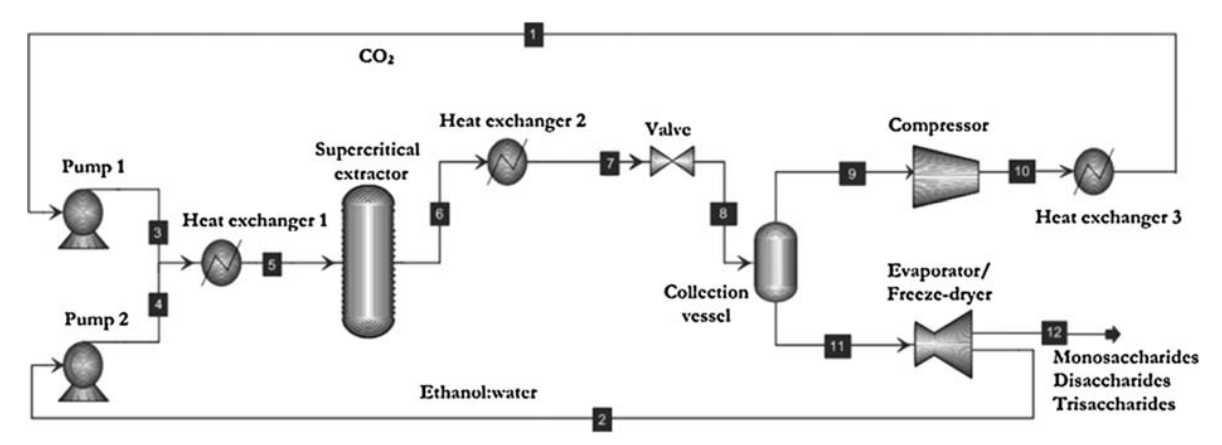 1
CO₂
Heat exchanger 2
Valve
Compressor
Supercritical
extractor
Pump 1
7
9
10
6
8
3
Heat exchanger 1
Heat exchanger 3
5
Evaporator/
Freeze-dryer
4
Collection
vessel
Pump 2
11
12
Monosaccharides
Disaccharides
Trisaccharides
Ethanol:water
2